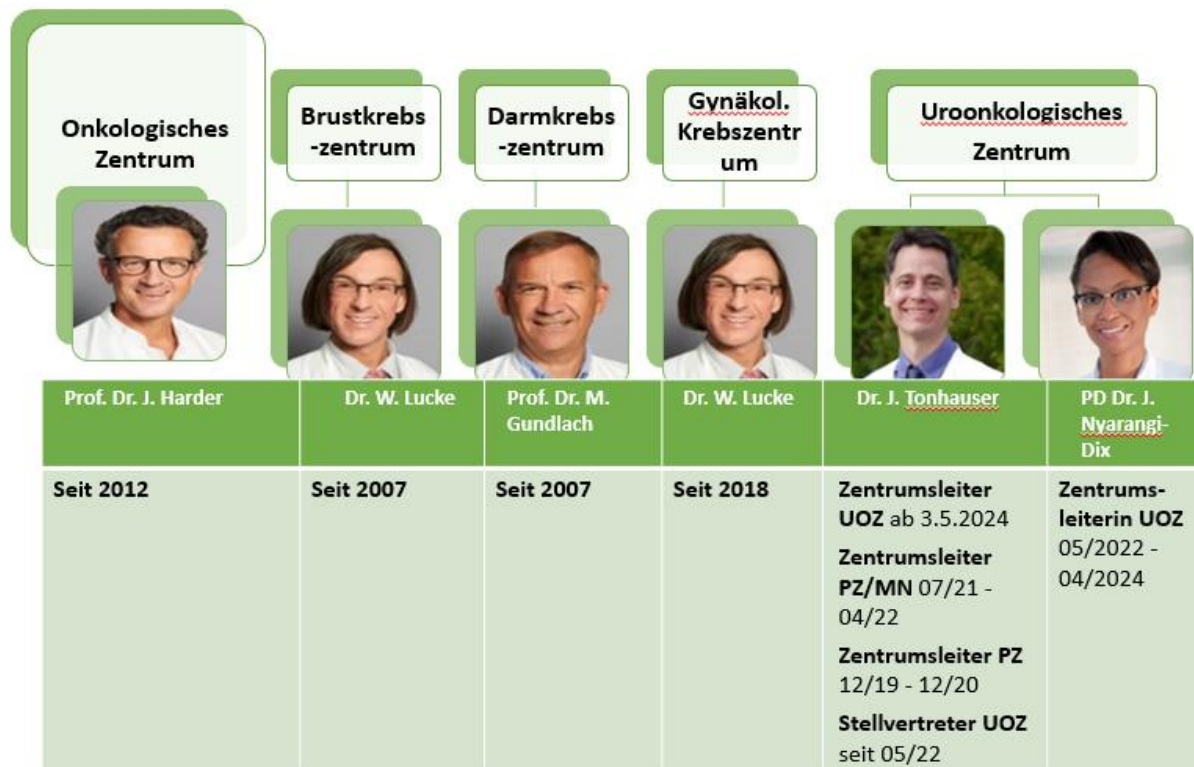 Onkologisches
Zentrum
Brustkrebs
-zentrum
Darmkrebs
-zentrum
Gynäkol.
Krebszentr
um
Uroonkologisches
Zentrum
Prof. Dr. J. Harder
Dr. W. Lucke
Prof. Dr. M.
Gundlach
Dr. W. Lucke
Dr. J. Tonhauser
PD Dr. J.
Nyarangi-
Dix
Seit 2012
Seit 2007
Seit 2007
Seit 2018
Zentrumsleiter
UOZ ab 3.5.2024
Zentrumsleiter
PZ/MN 07/21 -
04/22
Zentrumsleiter PZ
12/19 - 12/20
Stellvertreter UOZ
seit 05/22
Zentrums-
leiterin UOZ
05/2022 -
04/2024